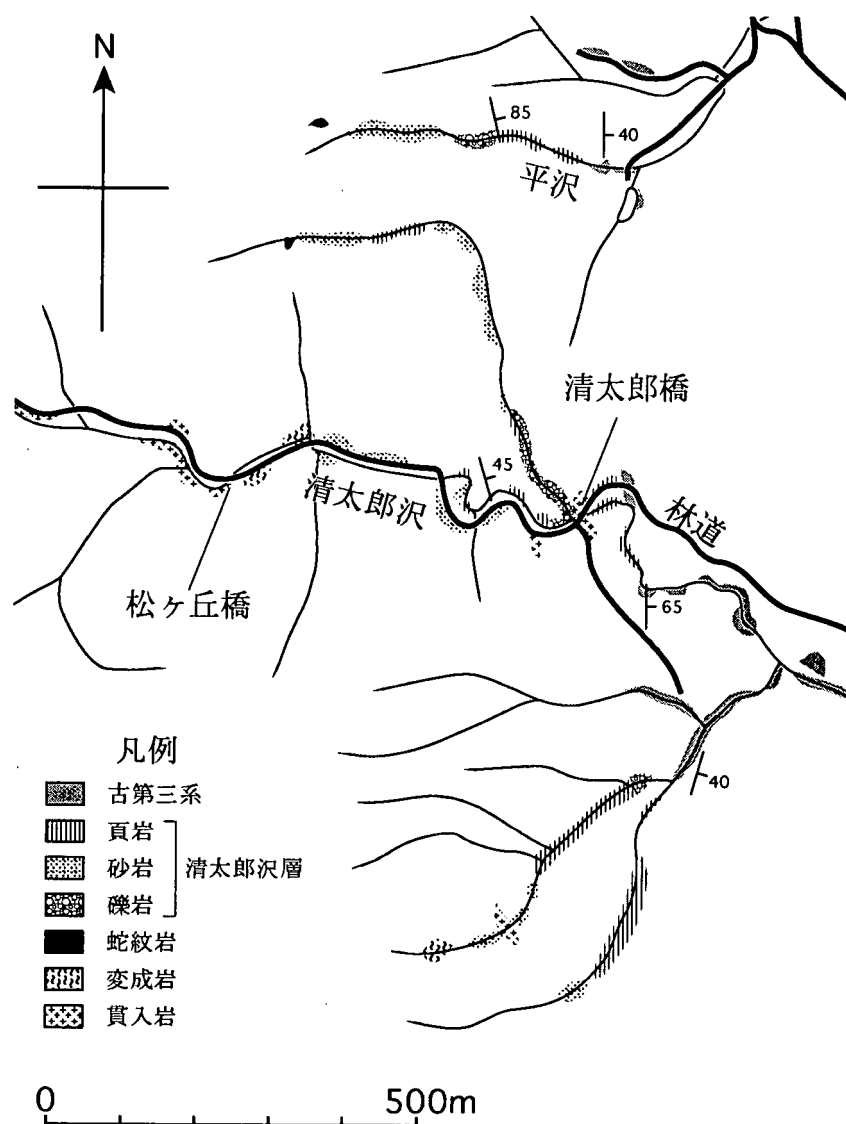 N
85
40
平沢
清太郎橋
45
清太郎沢
林道
松ヶ丘橋
65
40
凡例
古第三系
頁岩
砂岩
清太郎沢層
礫岩
蛇紋岩
変成岩
貫入岩
0
500m